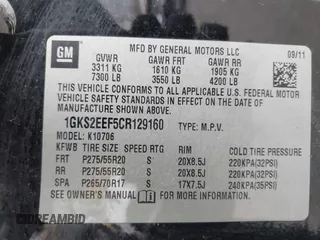 GM
MFD BY GENERAL MOTORS LLC
09/11
GVWR GAWR FRT GAWR RR
3311 KG 1610 KG 1905 KG
7300 LB 3550 LB 4200 LB
THIS VEHICLE CONFORMS TO ALL APPLICABLE U.S. FEDERAL
MOTOR VEHICLE SAFETY AND THEFT PREVENTION STANDARDS
IN EFFECT ON THE DATE OF MANUFACTURE SHOWN ABOVE.
1GKS2EEF5CR129160 TYPE: M.P.V.
MODEL: K10706
KFWB TIRE SIZE SPEED RTG RIM COLD TIRE PRESSURE
FRT P275/55R20 S 20X8.5J 220KPA(32PSI)
RR P275/55R20 S 20X8.5J 220KPA(32PSI)
SPA P265/70R17 S 17X7.5J 240KPA(35PSI)
SEE OWNER'S MANUAL FOR ADDITIONAL INFORMATION.
© DREAMBID